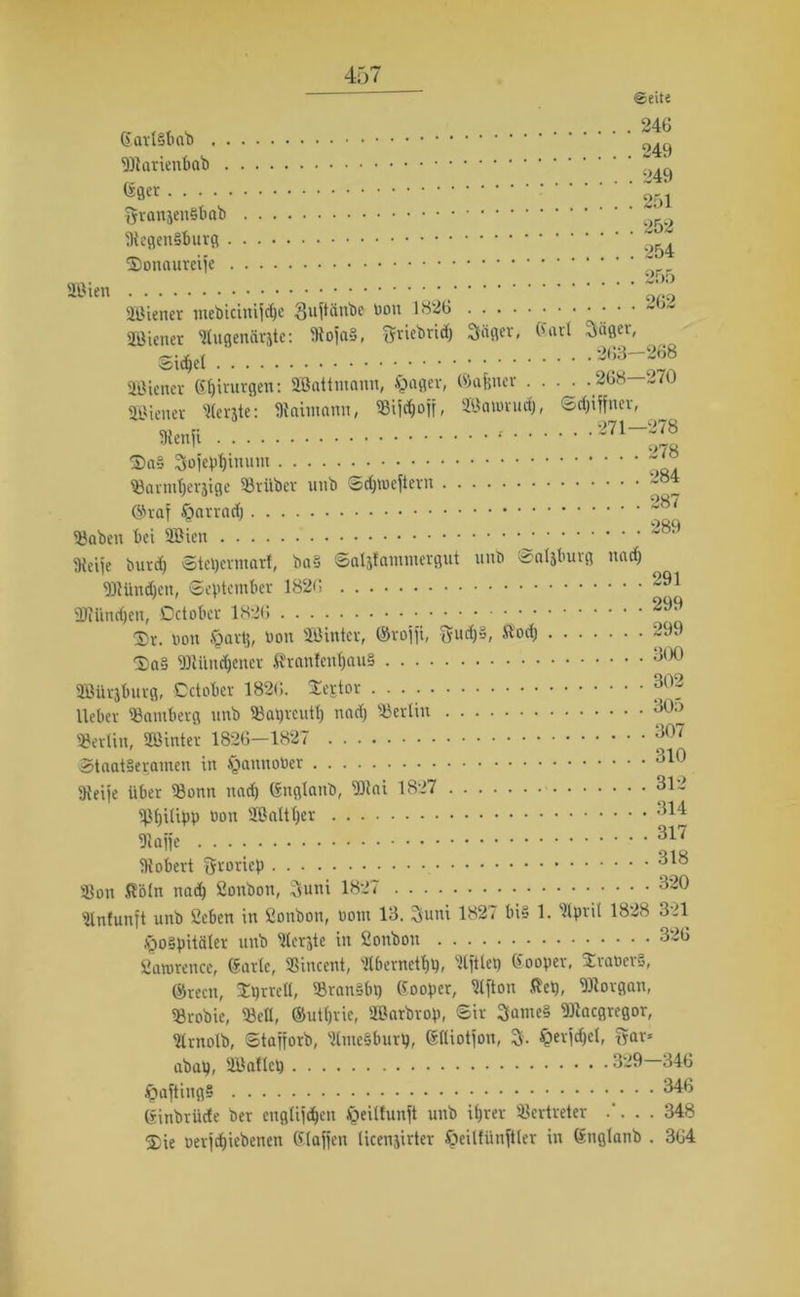 457
Seite
Carlsbad . . . 246
Marienbad . . . 249
Eger . . . 249
Franzensbad . . . 251
Regensburg . . . 252
Donaureise . . . 254
Wien . . . 255
Wiener medicinische Zustände von 1826 . . . 262
Wiener Augenärzte: Rosas, Friedrich Jäger, Carl Jäger,
Sichel . . . 263—268
Wiener Chirurgen: Wattmann, Hager, Gaßner . . . 268—270
Wiener Aerzte: Raimann, Bischoff, Wawruch, Schiffner,
Rensi . . . 271—278
Das Josephinum . . . 278
Barmherzige Brüder und Schwestern . . . 284
Graf Harrach . . . 287
Baden bei Wien . . . 289
Reise durch Steyermark, das Salzkammergut und Salzburg nach
München, September 1826 . . . 291
München, October 1826 . . . 299
Dr. von Hartz, von Winter, Grossi, Fuchs, Koch . . . 299
Das Münchener Krankenhaus . . . 300
Würzburg, October 1826. Textor . . . 302
Ueber Bamberg und Bayreuth nach Berlin . . . 305
Berlin, Winter 1826—1827 . . . 307
Staatsexamen in Hannover . . . 310
Reise über Bonn nach England, Mai 1827 . . . 312
Philipp von Walther . . . 314
Nasse . . . 317
Robert Froriep . . . 318
Von Köln nach London, Juni 1827 . . . 320
Ankunft und Leben in London, vom 13. Juni 1827 bis 1. April 1828 321
Hospitäler und Aerzte in London . . . 326
Lawrence, Earle, Vincent, Abernethy, Astley Cooper, Travers,
Green, Tyrrell, Bransby Cooper, Aston Key, Morgan,
Brodie, Bell, Guthrie, Warbrop, Sir James Macgregor,
Arnold, Stafford, Amesbury, Elliotson, J. Herschel, Far-
aday, Wakley . . . 329—346
Hastings . . . 346
Eindrücke der englischen Heilkunst und ihrer Vertreter . . . 348
Die verschiedenen Classen licenzirter Heilkünstler in England . 364